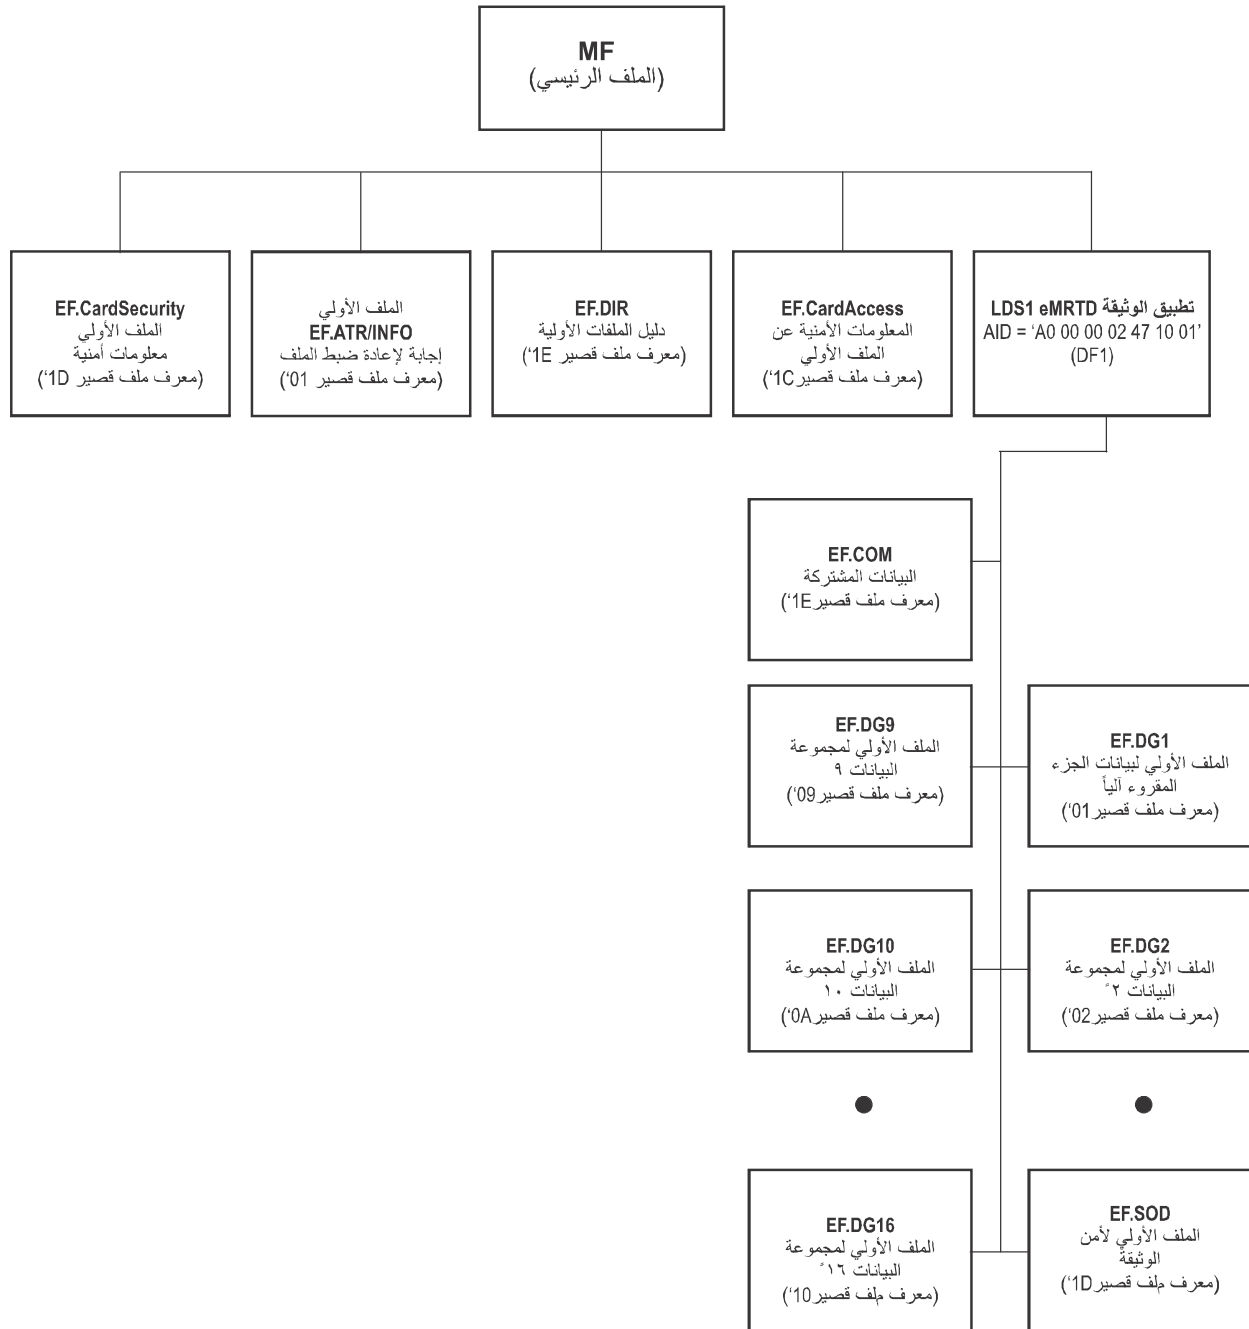 MF
(الملف الرئيسي)
EF.CardSecurity
الملف الأولي
معلومات أمنية
(معرف ملف قصير 1D‘)
الملف الأولي
EF.ATR/INFO
إجابة لإعادة ضبط الملف
(معرف ملف قصير 01‘)
EF.DIR
دليل الملفات الأولية
(معرف ملف قصير 1E‘)
EF.CardAccess
المعلومات الأمنية عن
الملف الأولي
(معرف ملف قصير1C‘)
تطبيق الوثيقة LDS1 eMRTD
AID = ‘A0 00 00 02 47 10 01’
(DF1)
EF.COM
البيانات المشتركة
(معرف ملف قصير1E‘)
EF.DG9
الملف الأولي لمجموعة
البيانات ٩
(معرف ملف قصير09‘)
EF.DG1
الملف الأولي لبيانات الجزء
المقروء آلياً
(معرف ملف قصير01‘)
EF.DG10
الملف الأولي لمجموعة
البيانات ١٠
(معرف ملف قصير0A‘)
EF.DG2
الملف الأولي لمجموعة
البيانات ٢ً
(معرف ملف قصير02‘)
EF.DG16
الملف الأولي لمجموعة
البيانات ١٦ً
(معرف ملف قصير10‘)
EF.SOD
الملف الأولي لأمن
الوثيقة
(معرف ملف قصير1D‘)